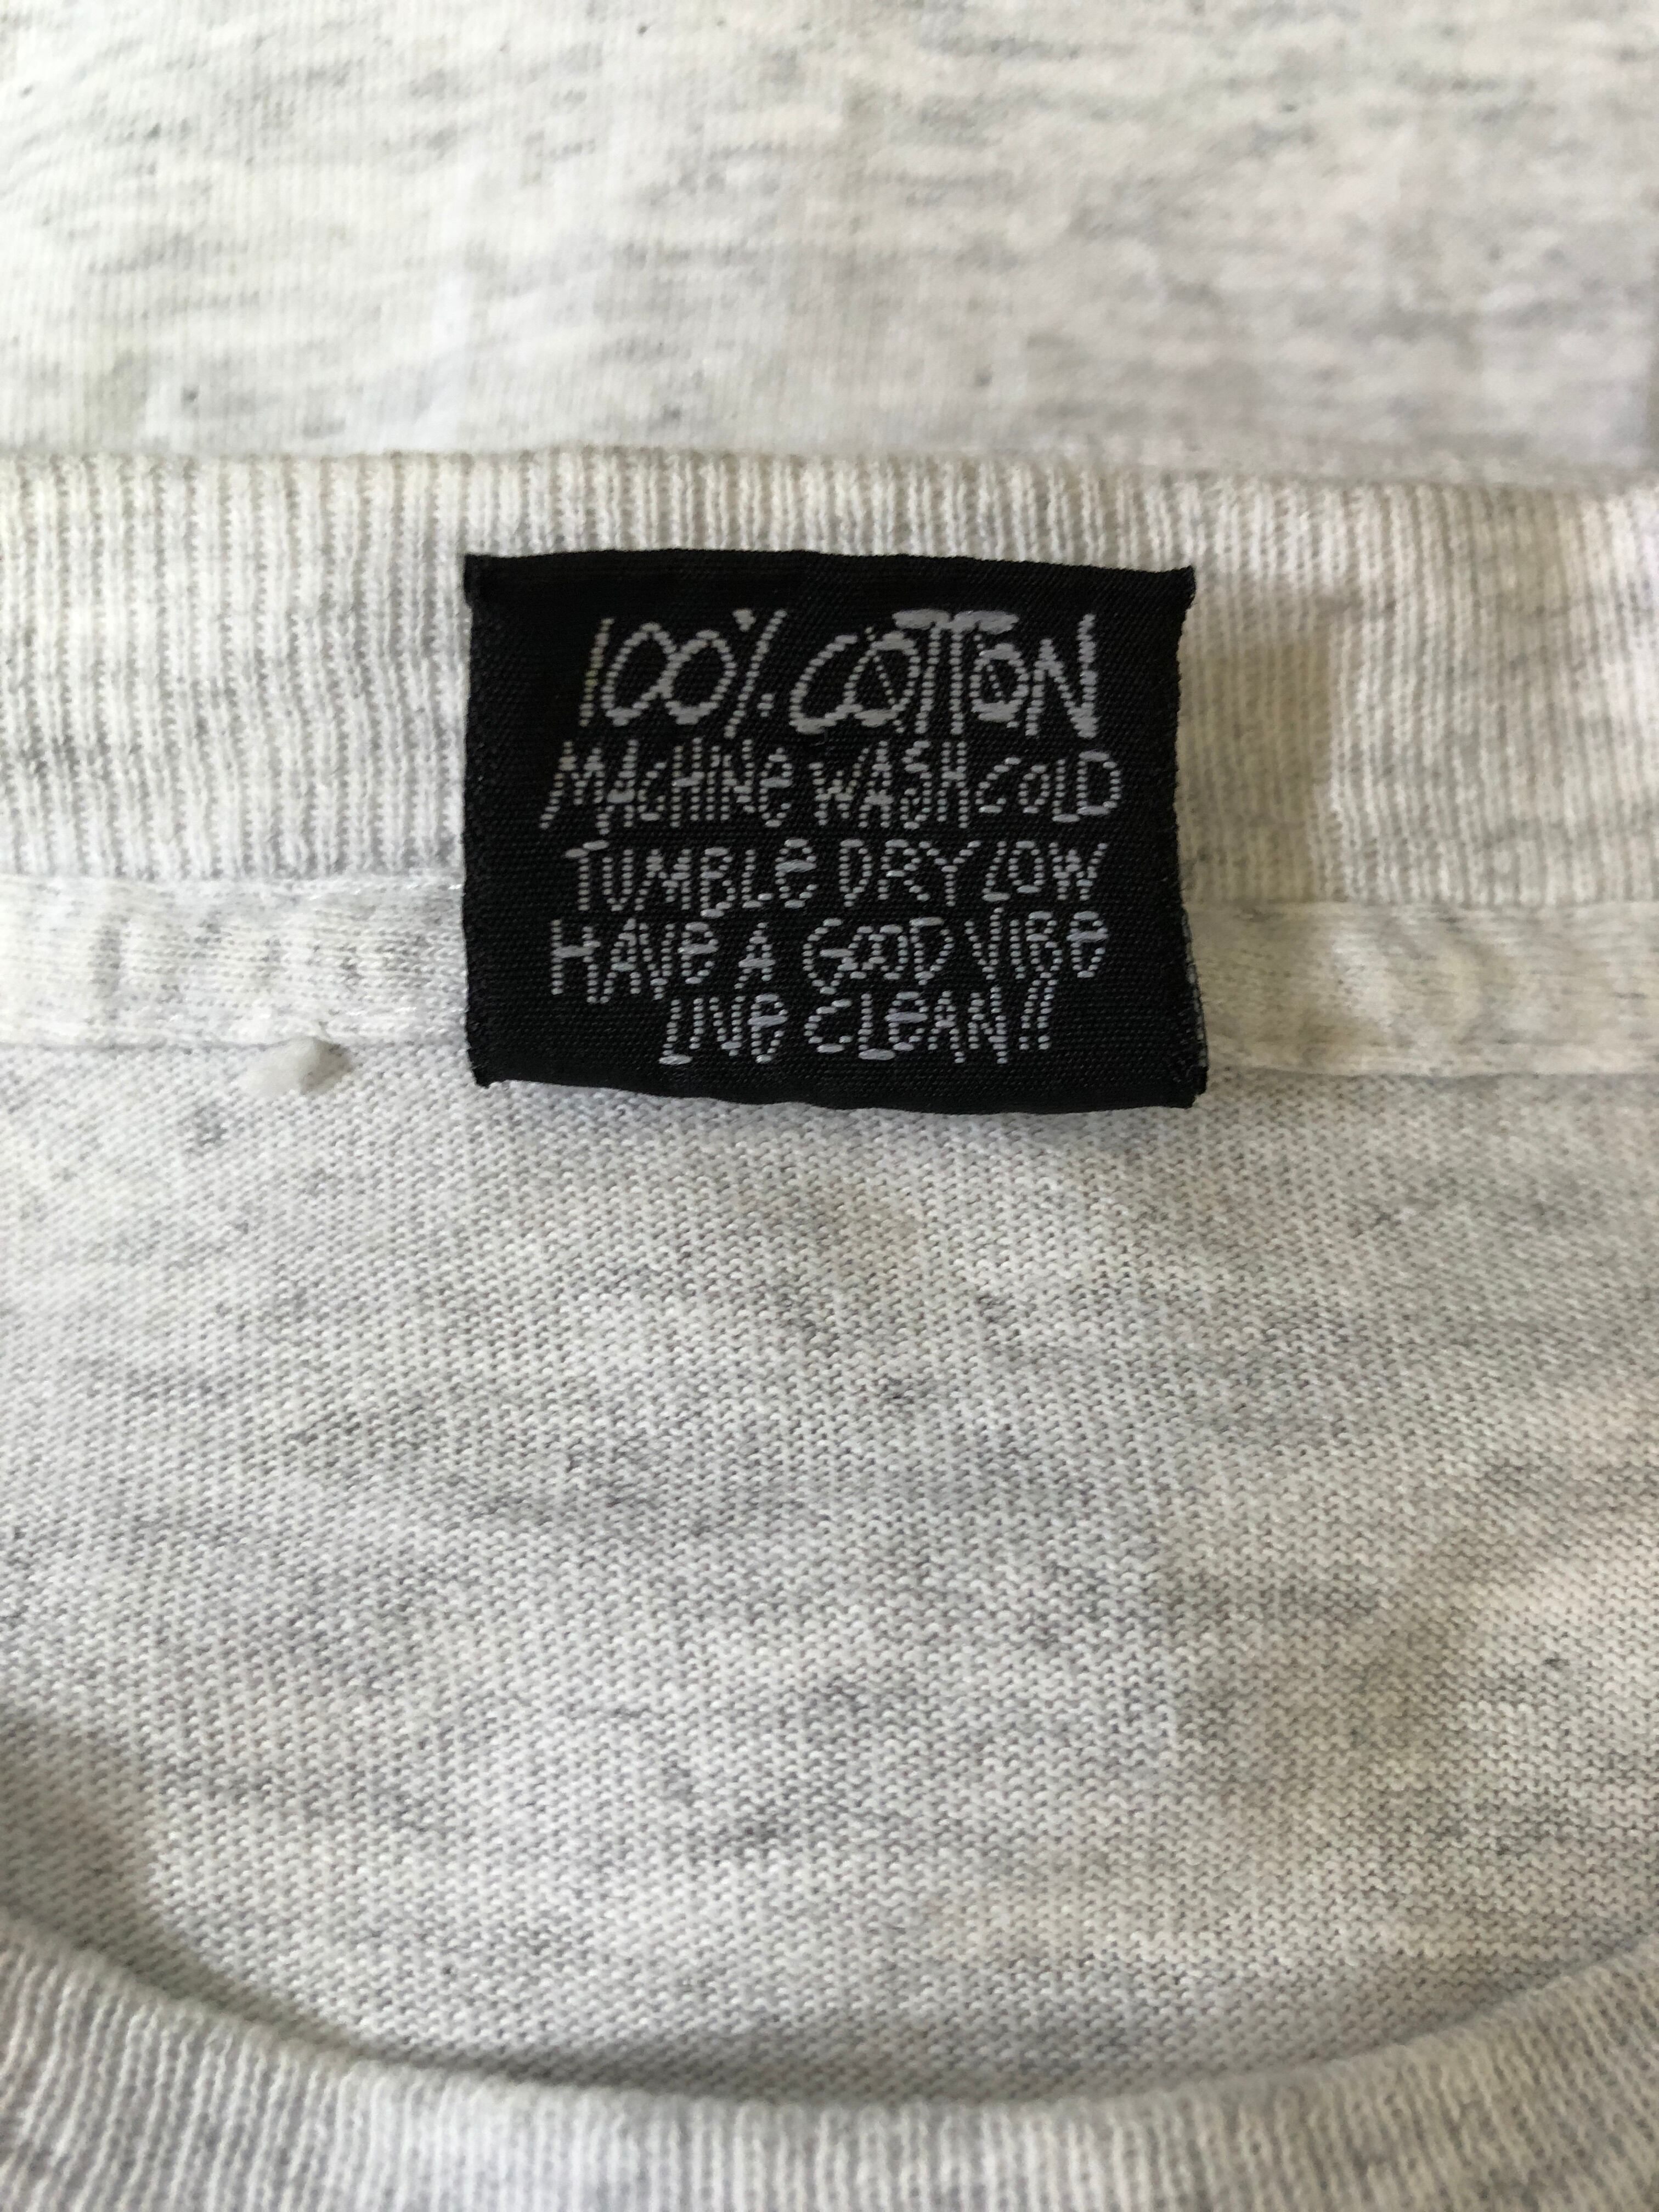 100% COTTON
MACHINe WASH COLD
TUMBLe DRY LOW
HAVe A GOOD VIBe
LIVe CLeAN!!